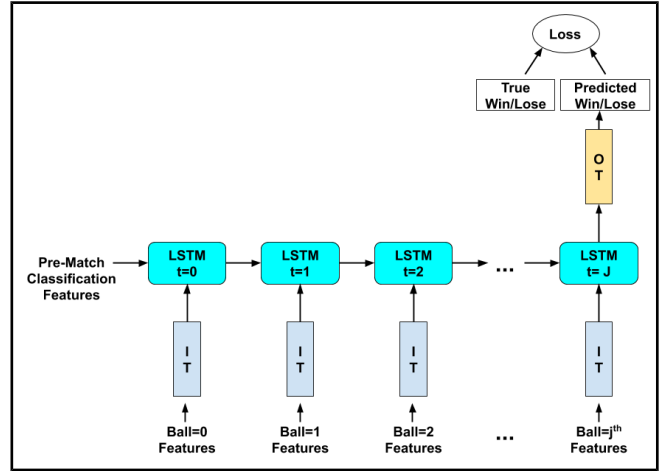 Loss
True
Win/Lose
Predicted
Win/Lose
O
T
Pre-Match
Classification
Features
LSTM
t=0
LSTM
t=1
LSTM
t=2
...
LSTM
t= J
I
T
I
T
I
T
I
T
Ball=0
Features
Ball=1
Features
Ball=2
Features
...
Ball=jth
Features